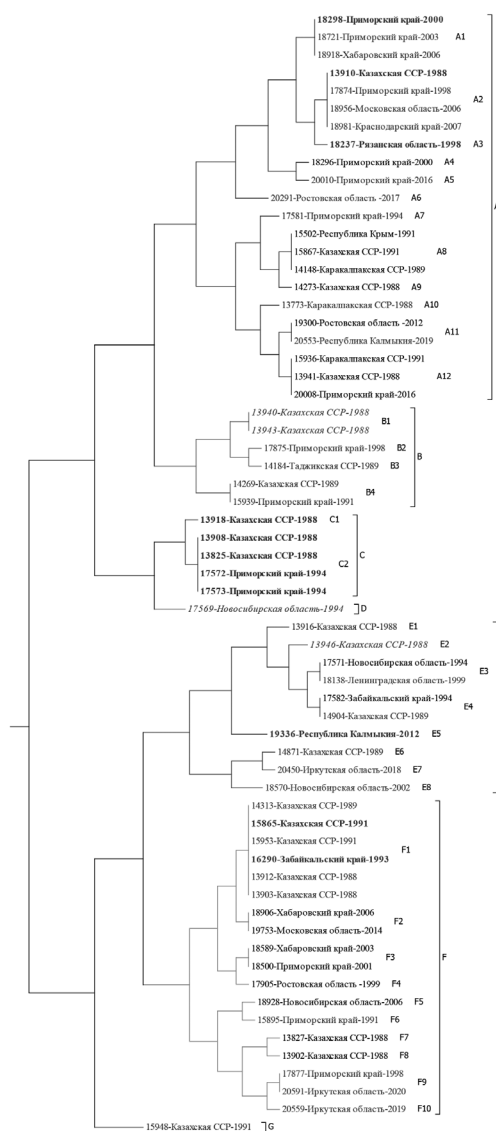 18298-Приморский край-2000
18721-Приморский край-2003 A1
18918-Хабаровский край-2006
13910-Казахская ССР-1988
17874-Приморский край-1998 A2
18956-Московская область-2006
18981-Краснодарский край-2007
18237-Рязанская область-1998 A3
A
18296-Приморский край-2000 A4
20010-Приморский край-2016 A5
20291-Ростовская область -2017 A6
17581-Приморский край-1994 A7
15502-Республика Крым-1991
15867-Казахская ССР-1991 A8
14148-Каракалпакская ССР-1989
14273-Казахская ССР-1988 A9
13773-Каракалпакская ССР-1988 A10
19300-Ростовская область -2012 A11
20553-Республика Калмыкия-2019
15936-Каракалпакская ССР-1991
13941-Казахская ССР-1988 A12
20008-Приморский край-2016
13940-Казахская ССР-1988 B1
13943-Казахская ССР-1988
17875-Приморский край-1998 B2
B
14184-Таджикская ССР-1989 B3
14269-Казахская ССР-1989 B4
15939-Приморский край-1991
13918-Казахская ССР-1988 C1
13908-Казахская ССР-1988
13825-Казахская ССР-1988 C2 C
17572-Приморский край-1994
17573-Приморский край-1994
17569-Новосибирская область-1994 D
13916-Казахская ССР-1988 E1
13946-Казахская ССР-1988 E2
17571-Новосибирская область-1994 E3
18138-Ленинградская область-1999
17582-Забайкальский край-1994 E4
14904-Казахская ССР-1989
19336-Республика Калмыкия-2012 E5
14871-Казахская ССР-1989 E6
20450-Иркутская область-2018 E7
18570-Новосибирская область-2002 E8
14313-Казахская ССР-1989
15865-Казахская ССР-1991
15953-Казахская ССР-1991 F1
16290-Забайкальский край-1993
13912-Казахская ССР-1988
13903-Казахская ССР-1988
18906-Хабаровский край-2006 F2
19753-Московская область-2014
18589-Хабаровский край-2003 F3 F
18500-Приморский край-2001
17905-Ростовская область -1999 F4
18928-Новосибирская область-2006 F5
15895-Приморский край-1991 F6
13827-Казахская ССР-1988 F7
13902-Казахская ССР-1988 F8
17877-Приморский край-1998 F9
20591-Иркутская область-2020
20559-Иркутская область-2019 F10
15948-Казахская ССР-1991 G